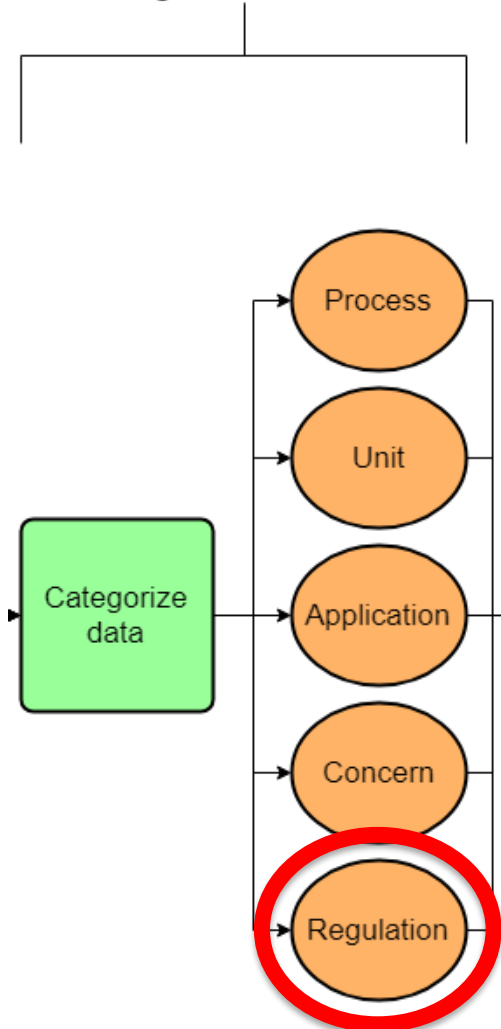 Process
Unit
Categorize
data
Application
Concern
Regulation